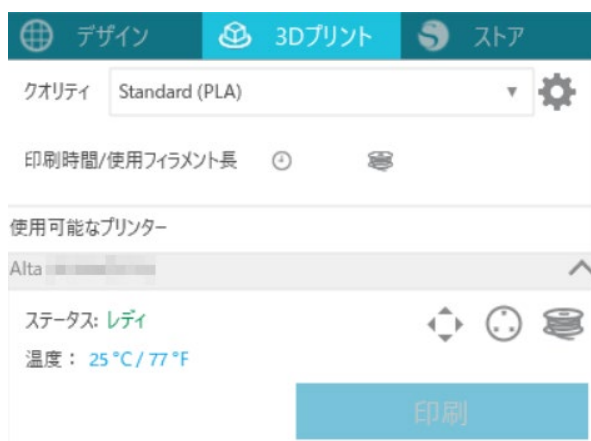 デザイン 3Dプリント ストア
クオリティ Standard (PLA)
印刷時間/使用フィラメント長
使用可能なプリンター
Alta
ステータス: レディ
温度： 25 °C / 77 °F
印刷